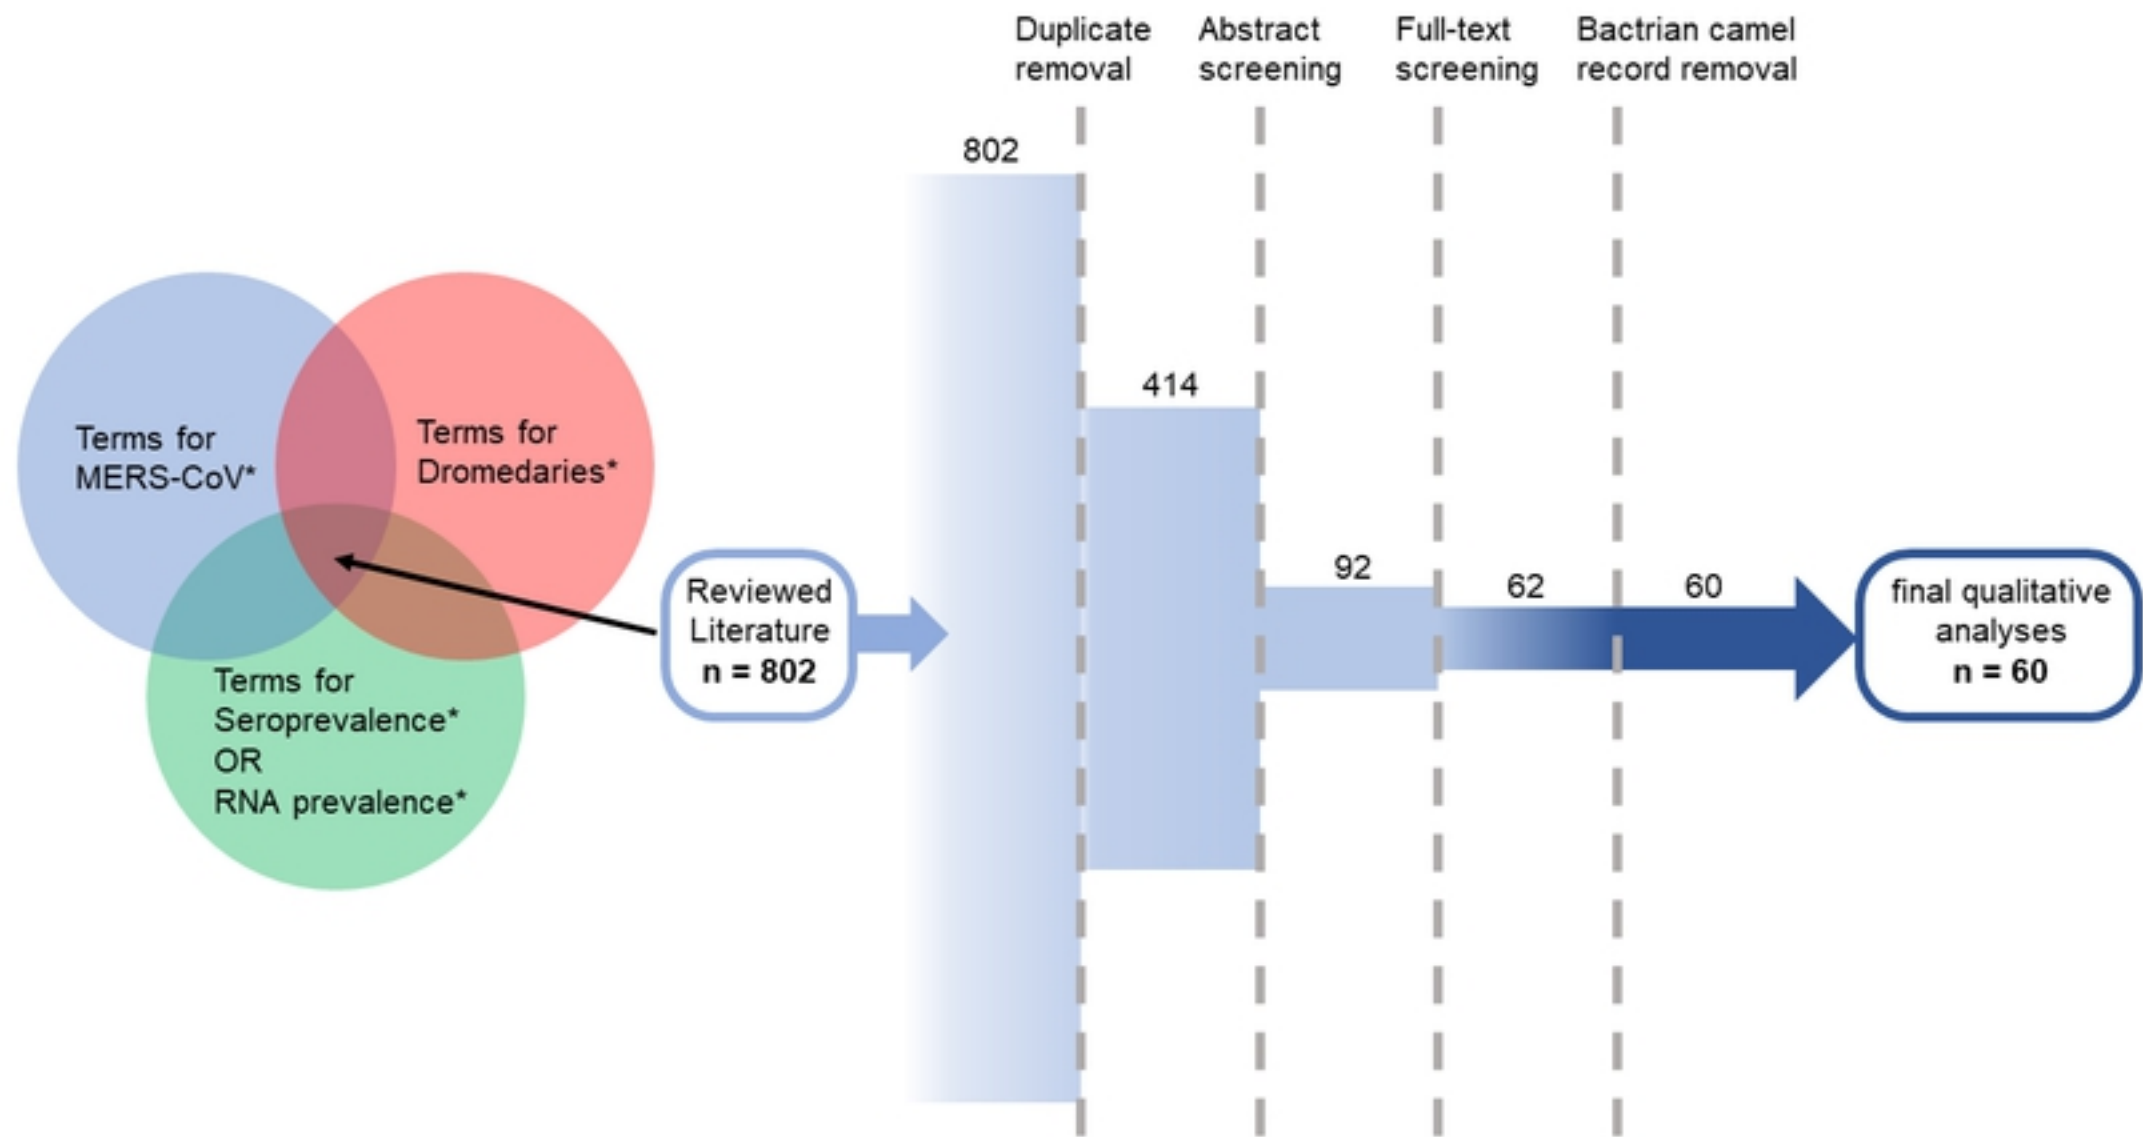 Duplicate
removal
Abstract
screening
Full-text
screening
Bactrian camel
record removal
802
414
92
62
60
Terms for
MERS-CoV*
Terms for
Dromedaries*
Terms for
Seroprevalence*
OR
RNA prevalence*
Reviewed
Literature
n = 802
final qualitative
analyses
n = 60